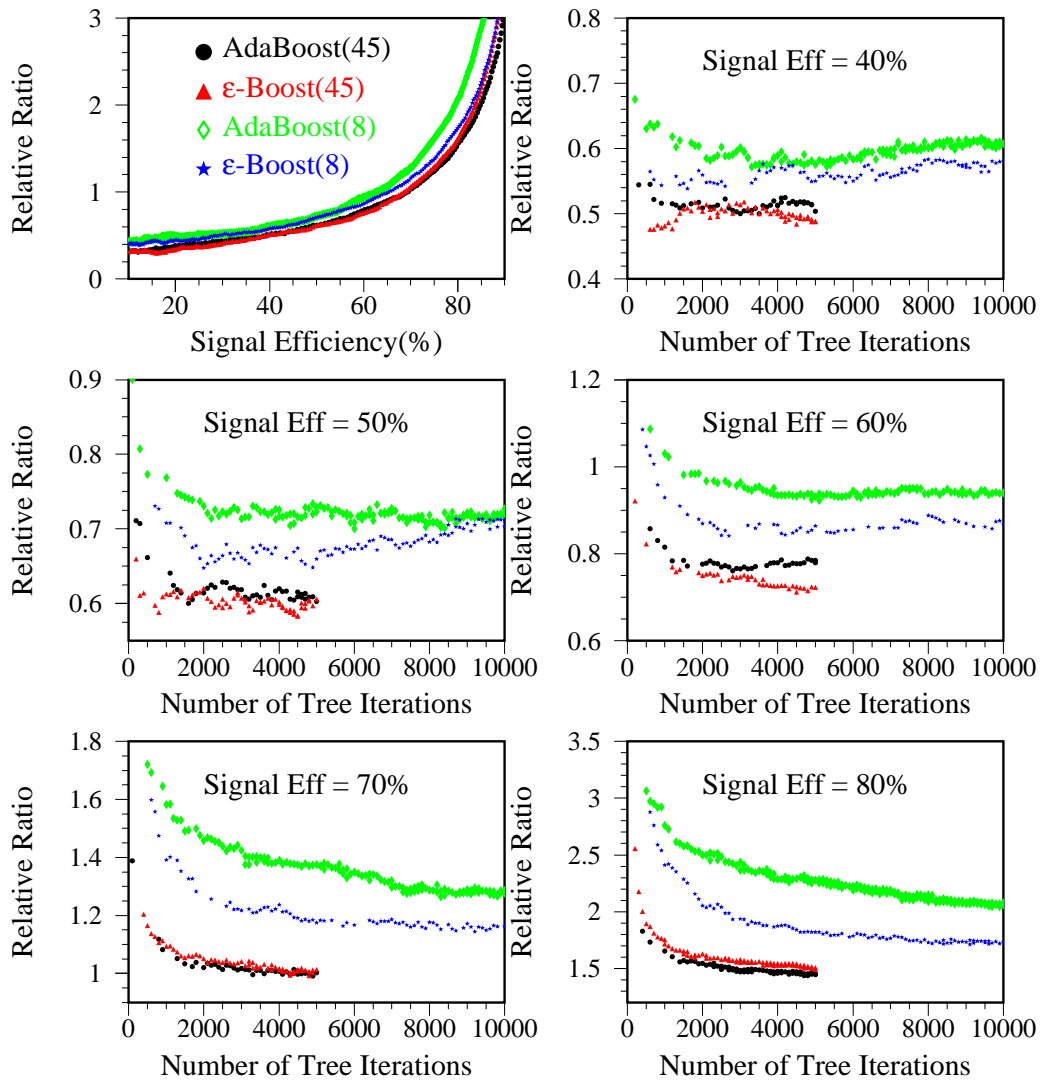 3
2
1
0
Relative Ratio
AdaBoost(45)
ε-Boost(45)
AdaBoost(8)
ε-Boost(8)
20 40 60 80
Signal Efficiency(%)
0.8
0.7
0.6
0.5
0.4
Relative Ratio
Signal Eff = 40%
0 2000 4000 6000 8000 10000
Number of Tree Iterations
0.9
0.8
0.7
0.6
Relative Ratio
Signal Eff = 50%
0 2000 4000 6000 8000 10000
Number of Tree Iterations
1.2
1
0.8
0.6
Relative Ratio
Signal Eff = 60%
0 2000 4000 6000 8000 10000
Number of Tree Iterations
1.8
1.6
1.4
1.2
1
Relative Ratio
Signal Eff = 70%
0 2000 4000 6000 8000 10000
Number of Tree Iterations
3.5
3
2.5
2
1.5
Relative Ratio
Signal Eff = 80%
0 2000 4000 6000 8000 10000
Number of Tree Iterations